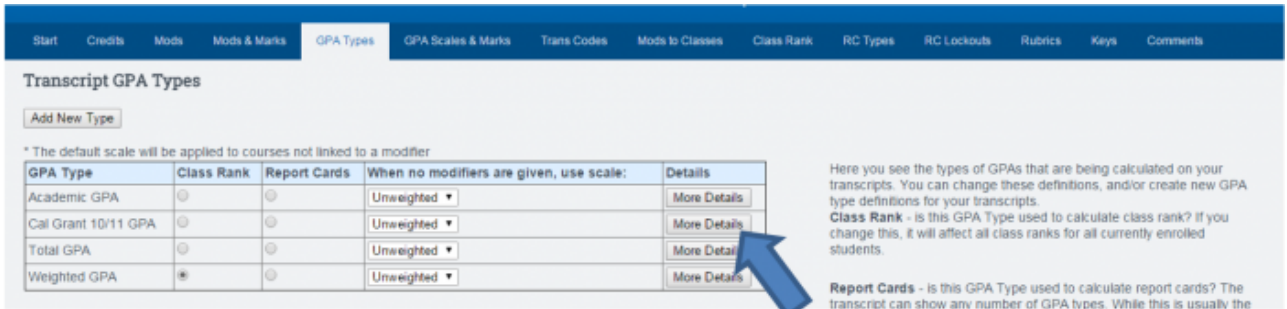 Start Credits Mods Mods & Marks GPA Types GPA Scales & Marks Trans Codes Mods to Classes Class Rank RC Types RC Lockouts Rubrics Keys Comments
Transcript GPA Types
Add New Type
* The default scale will be applied to courses not linked to a modifier
GPA Type Class Rank Report Cards When no modifiers are given, use scale: Details
Academic GPA Unweighted More Details
Cal Grant 10/11 GPA Unweighted More Details
Total GPA Unweighted More Detail
Weighted GPA Unweighted More Details
Here you see the types of GPAs that are being calculated on your
transcripts. You can change these definitions, and/or create new GPA
type definitions for your transcripts.
Class Rank - is this GPA Type used to calculate class rank? If you
change this, it will affect all class ranks for all currently enrolled
students.
Report Cards - is this GPA Type used to calculate report cards? The
transcript can show any number of GPA types. While this is usually the